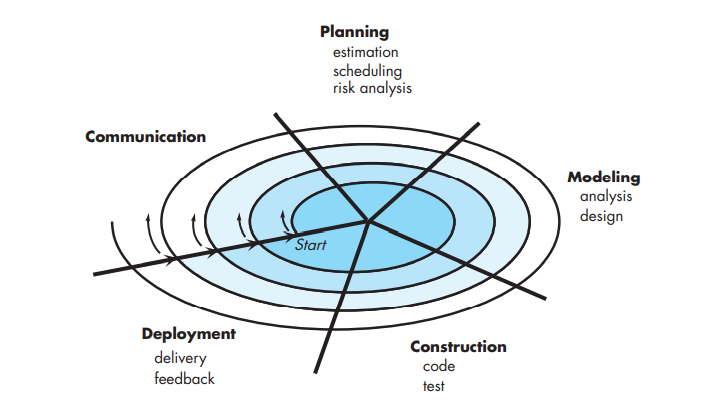 Planning
estimation
scheduling
risk analysis
Communication
Modeling
analysis
design
Start
Deployment
delivery
feedback
Construction
code
test